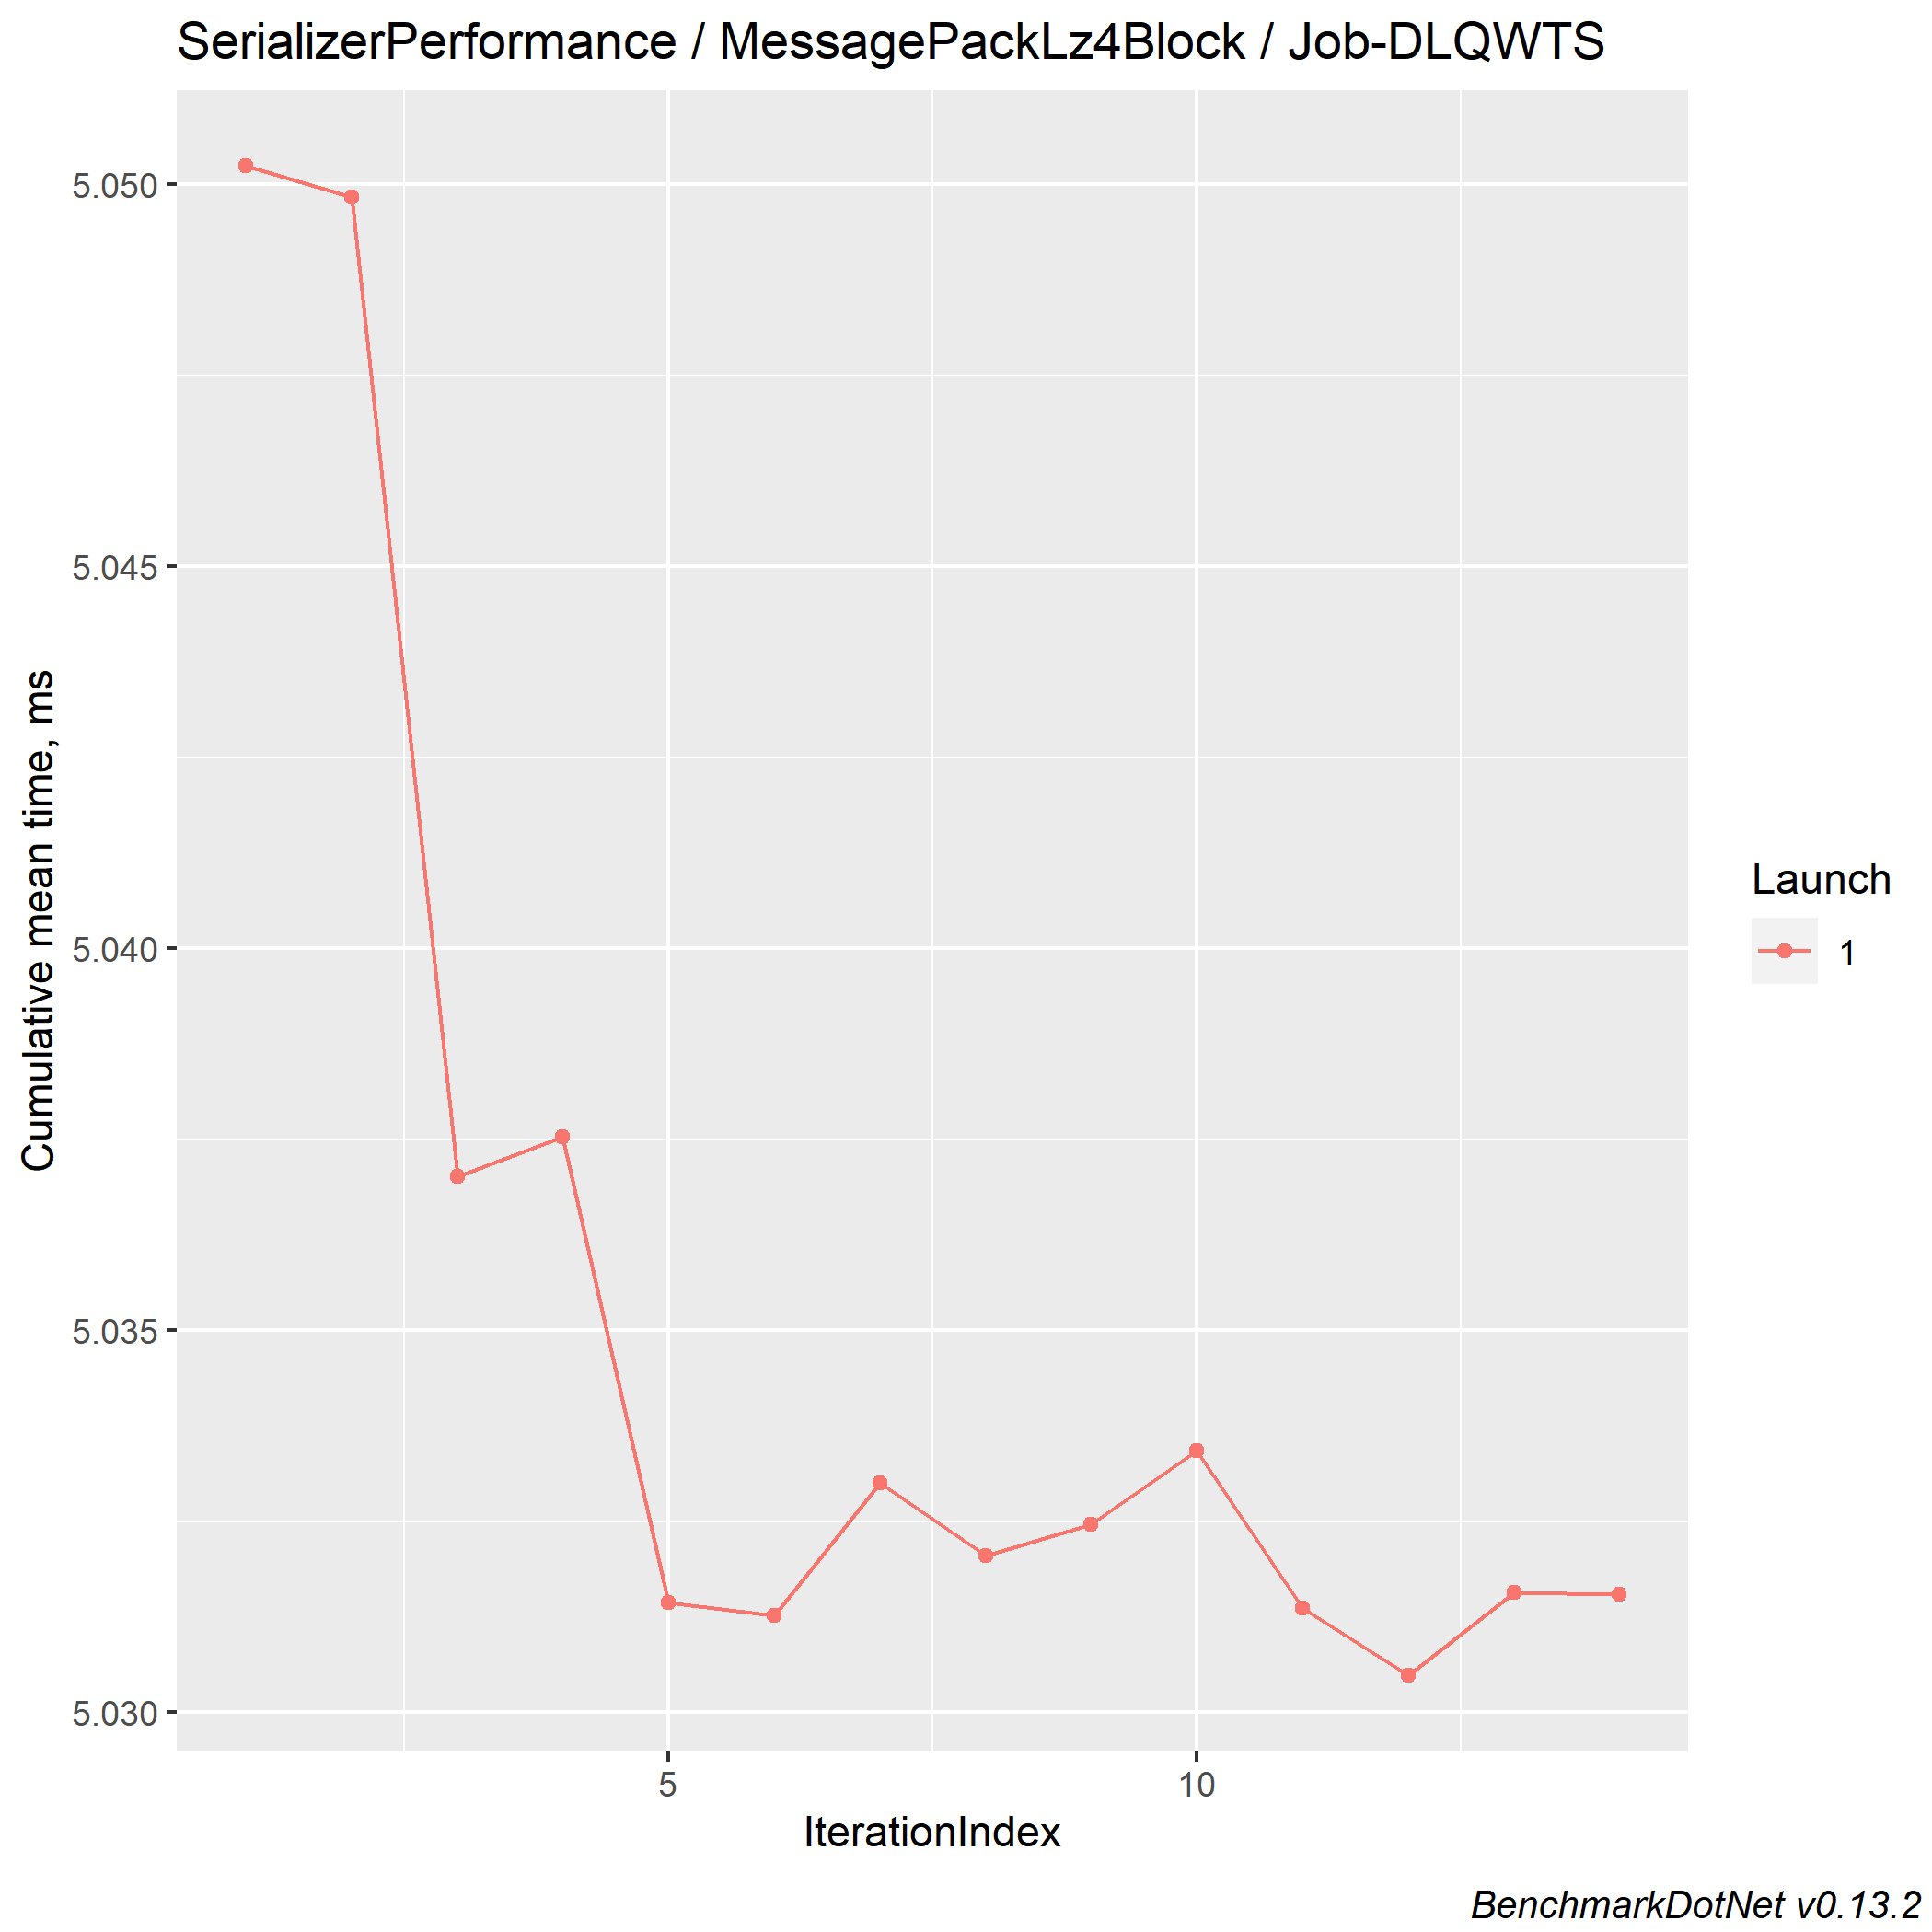 SerializerPerformance / MessagePackLz4Block / Job-DLQWTS
Cumulative mean time, ms
5.050
5.045
5.040
5.035
5.030
5
10
IterationIndex
Launch
1
BenchmarkDotNet v0.13.2